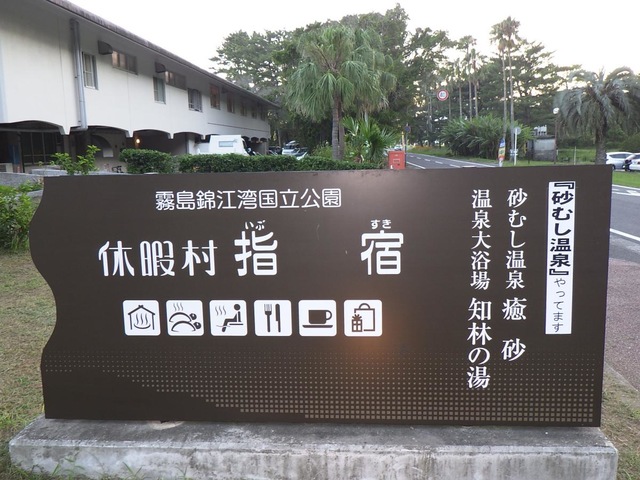 霧島錦江湾国立公園
いぶ すき
休暇村 指 宿
『砂むし温泉』やってます
砂むし温泉 癒 砂
温泉大浴場 知林の湯